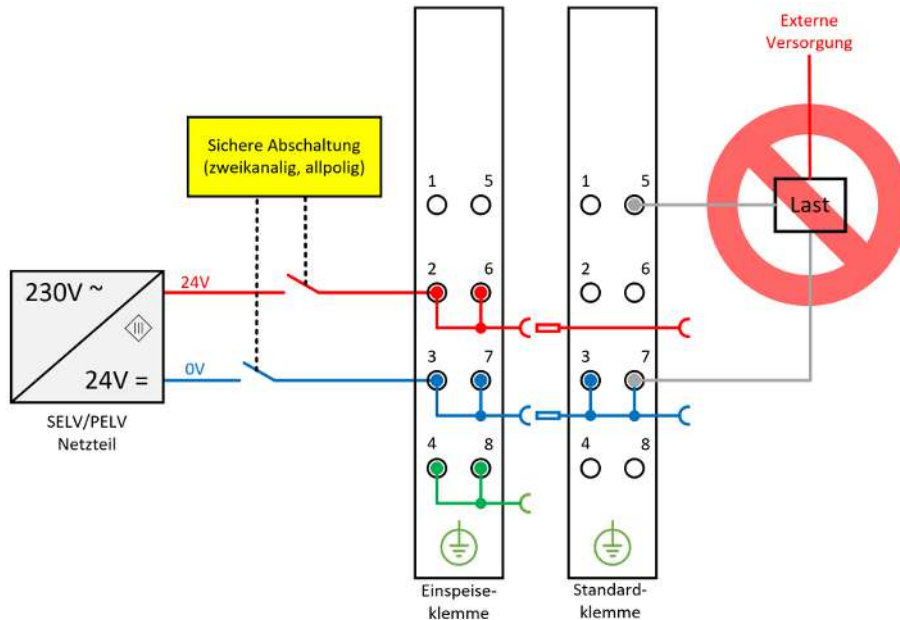 Externe
Versorgung
Sichere Abschaltung
(zweikanalig, allpolig)
1 5
1 5
Last
230V ~
24V
2 6
2 6
III
24V =
0V
3 7
3 7
SELV/PELV
Netzteil
4 8
4 8
Einspeise-
klemme
Standard-
klemme